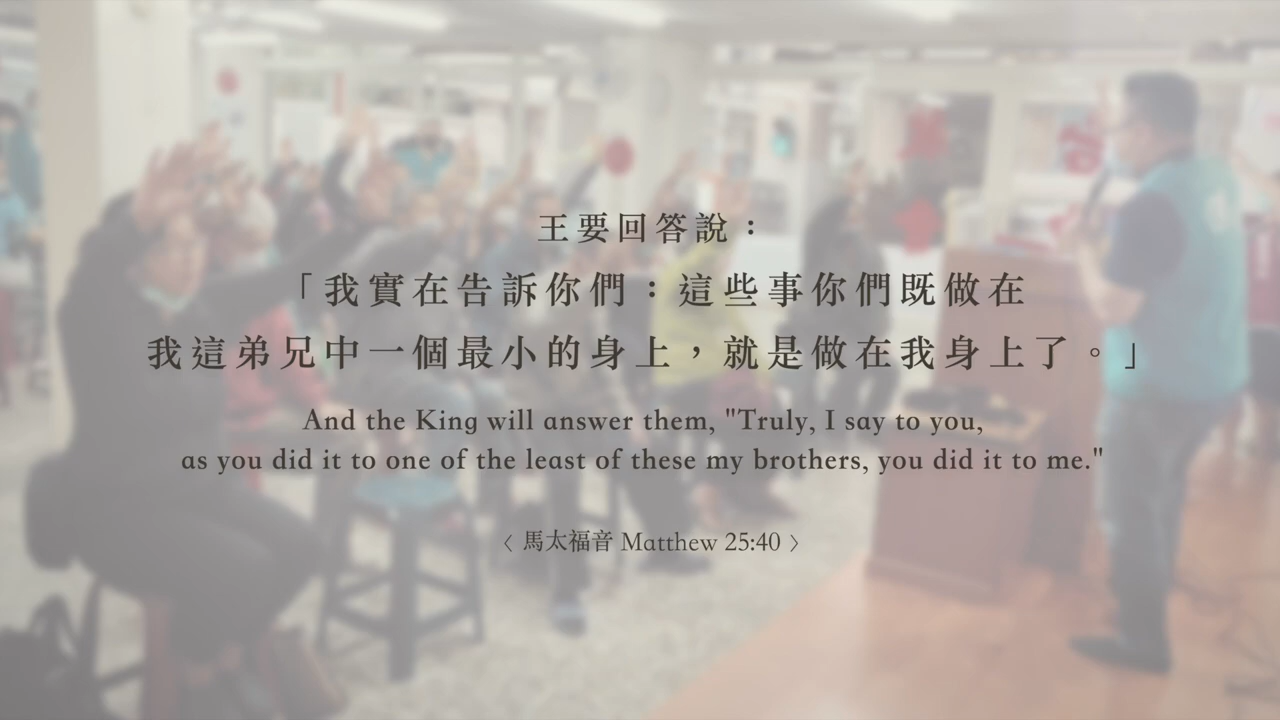 王要回答說：
「我實在告訴你們：這些事你們既做在
我這弟兄中一個最小的身上，就是做在我身上了。」
And the King will answer them, "Truly, I say to you,
as you did it to one of the least of these my brothers, you did it to me."
〈 馬太福音 Matthew 25:40 〉